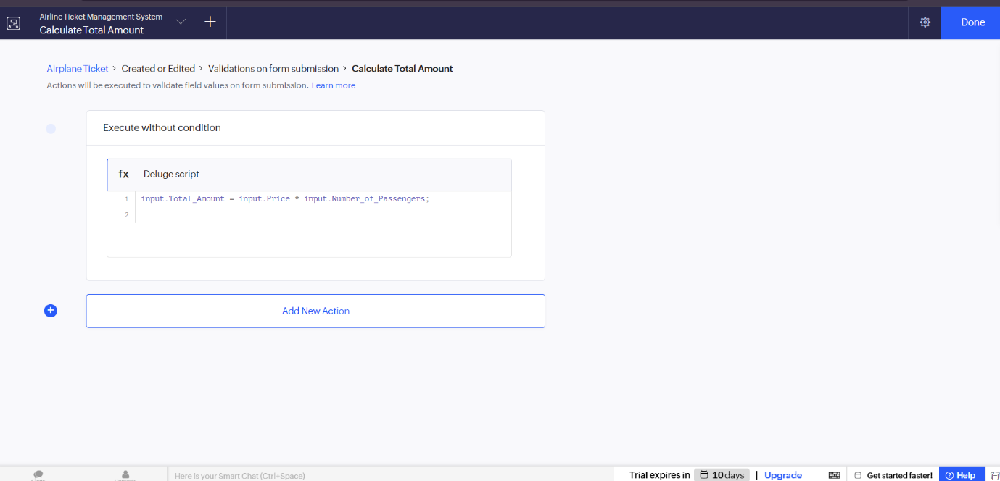 Airline Ticket Management System
Calculate Total Amount
Done
Airplane Ticket > Created or Edited > Validations on form submission > Calculate Total Amount
Actions will be executed to validate field values on form submission. Learn more
Execute without condition
fx Deluge script
1 input.Total_Amount = input.Price * input.Number_of_Passengers;
2
Add New Action
Here is your Smart Chat (Ctrl+Space)
Trial expires in 10 days | Upgrade
Get started faster!
Help